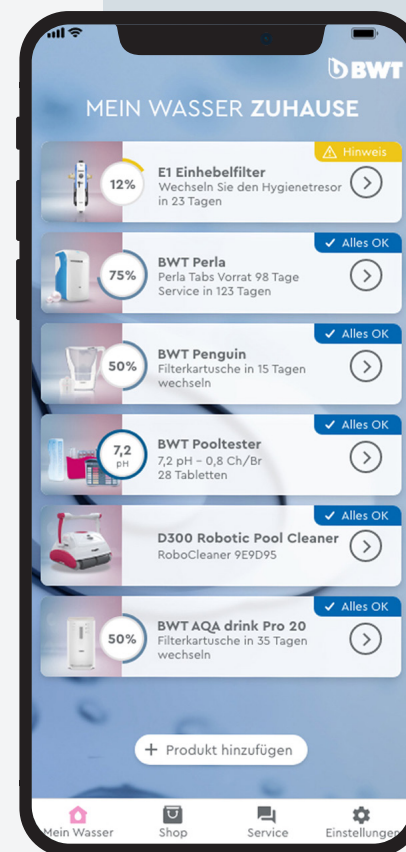 BWT
MEIN WASSER ZUHAUSE
Hinweis
12%
E1 Einhebelfilter
Wechseln Sie den Hygienetresor
in 23 Tagen
Alles OK
75%
BWT Perla
Perla Tabs Vorrat 98 Tage
Service in 123 Tagen
Alles OK
50%
BWT Penguin
Filterkartusche in 15 Tagen
wechseln
Alles OK
7,2
pH
BWT Pooltester
7,2 pH – 0,8 Ch/Br
28 Tabletten
Alles OK
D300 Robotic Pool Cleaner
RoboCleaner 9E9D95
Alles OK
50%
BWT AQA drink Pro 20
Filterkartusche in 35 Tagen
wechseln
+ Produkt hinzufügen
Mein Wasser
Shop
Service
Einstellungen